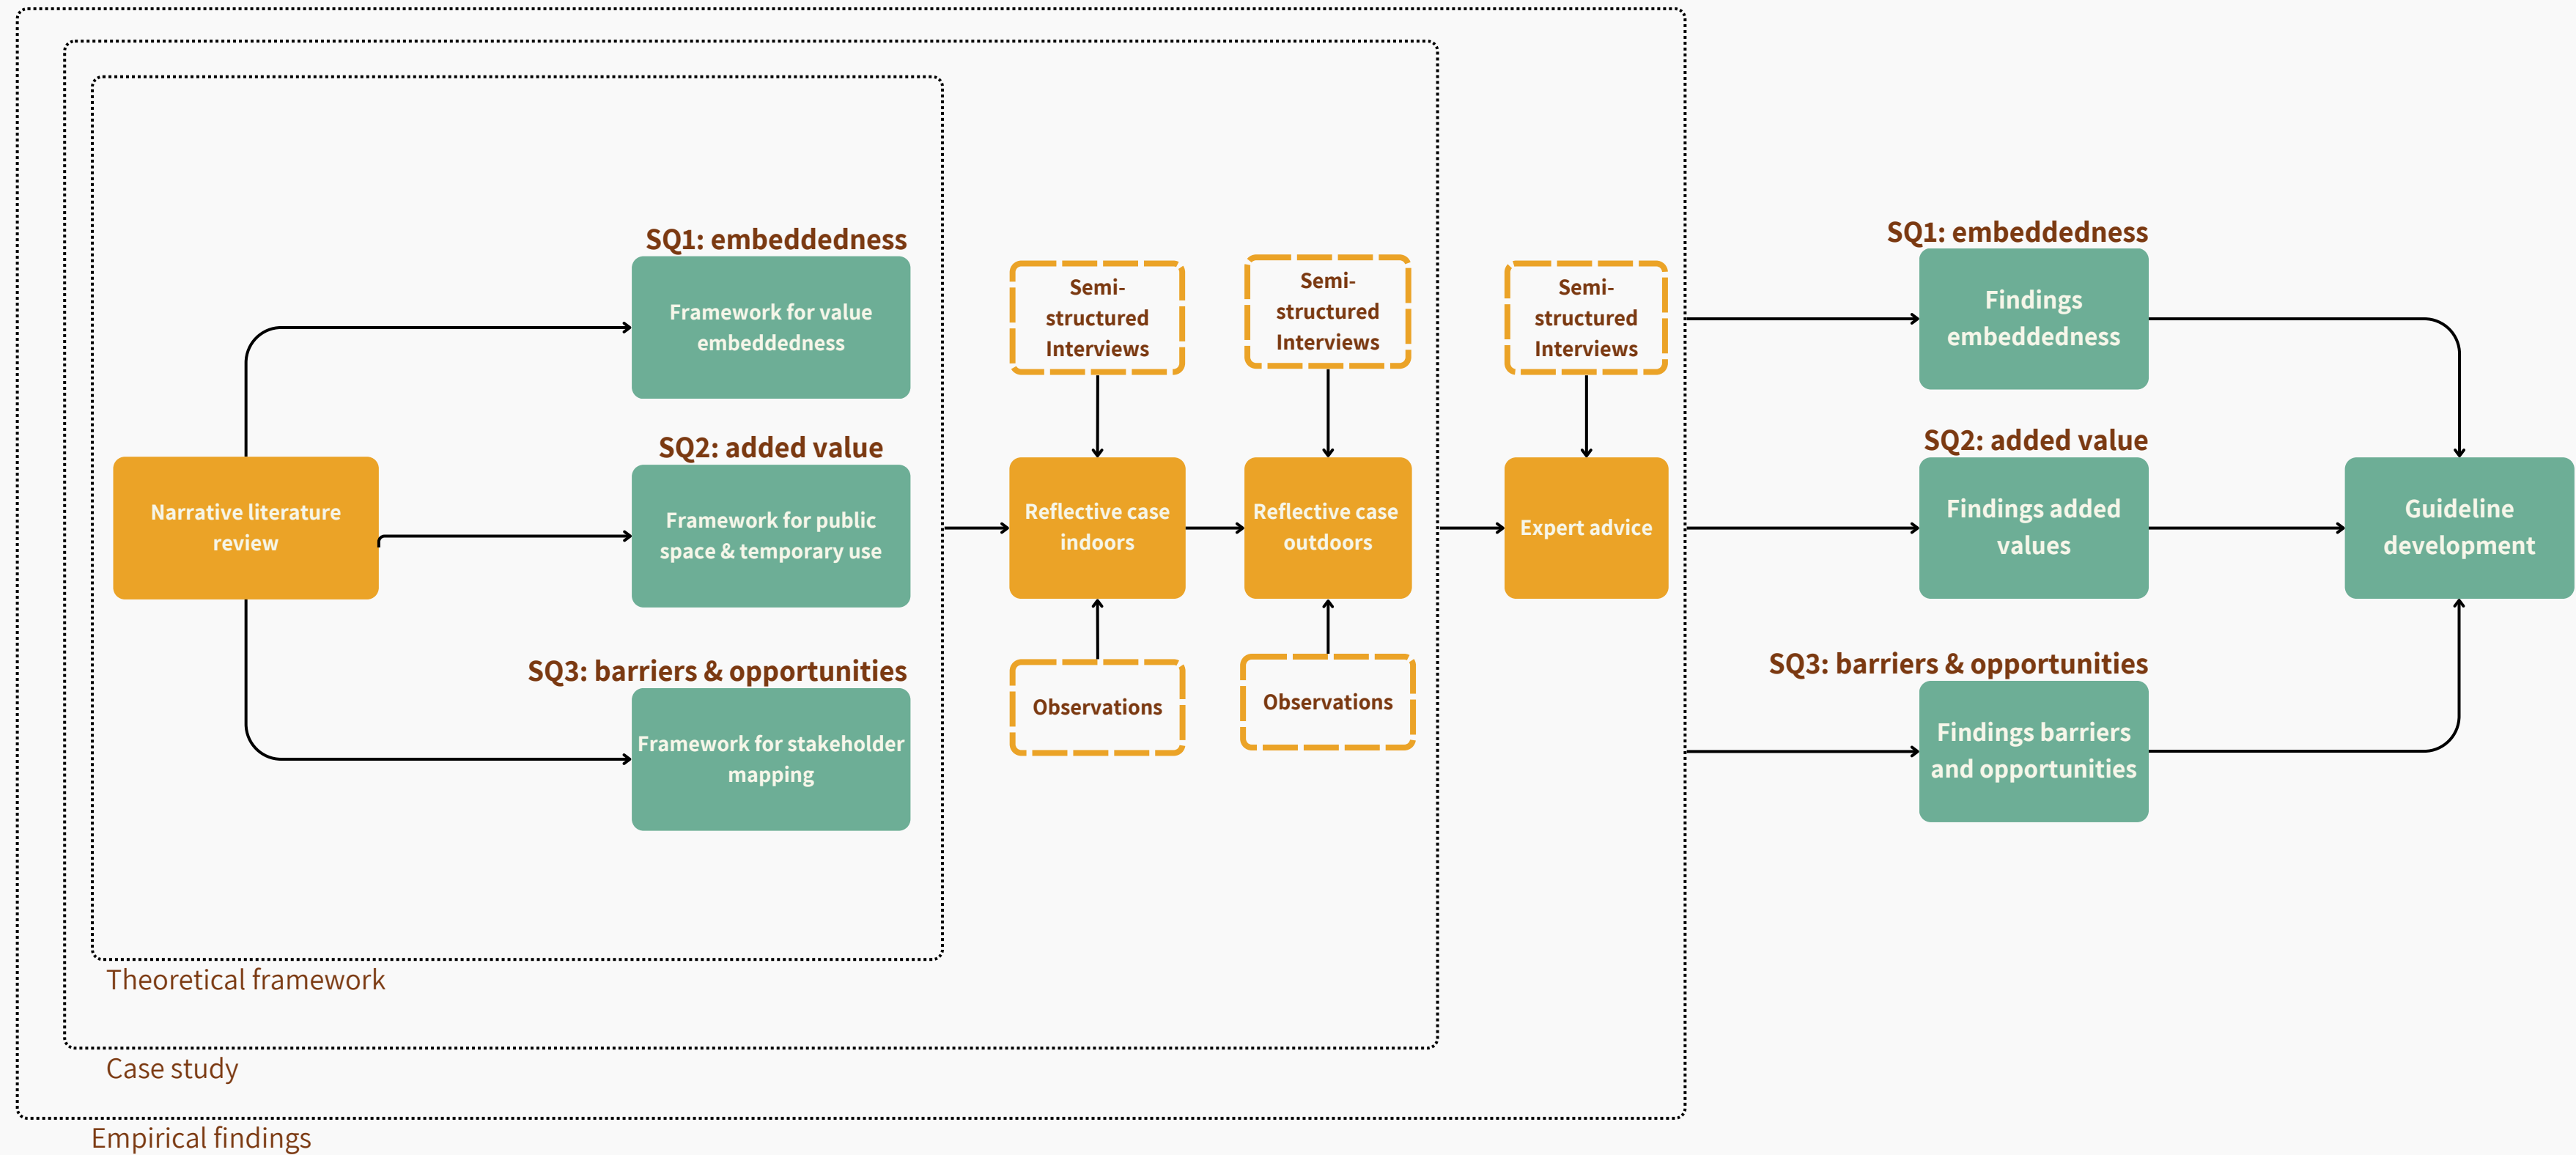 Narrative literature
review
SQ1: embeddedness
Framework for value
embeddedness
SQ2: added value
Framework for public
space & temporary use
SQ3: barriers & opportunities
Framework for stakeholder
mapping
Theoretical framework
Semi-
structured
Interviews
Reflective case
indoors
Observations
Semi-
structured
Interviews
Reflective case
outdoors
Observations
Case study
Semi-
structured
Interviews
Expert advice
Empirical findings
SQ1: embeddedness
Findings
embeddedness
SQ2: added value
Findings added
values
SQ3: barriers & opportunities
Findings barriers
and opportunities
Guideline
development